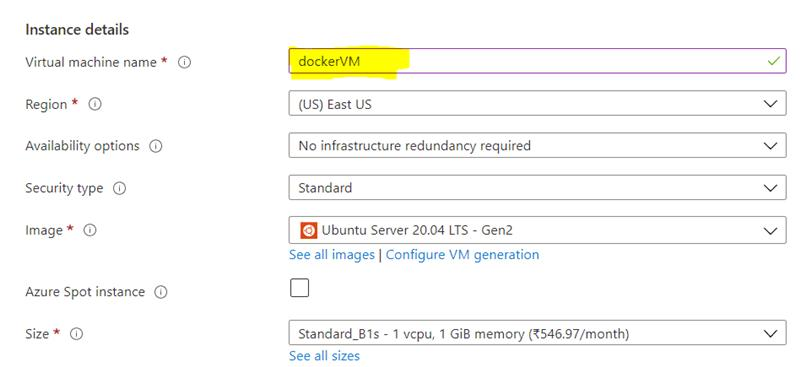 Instance details
Virtual machine name * dockerVM
Region * (US) East US
Availability options No infrastructure redundancy required
Security type Standard
Image * Ubuntu Server 20.04 LTS - Gen2
See all images | Configure VM generation
Azure Spot instance
Size * Standard_B1s - 1 vcpu, 1 GiB memory (₹546.97/month)
See all sizes